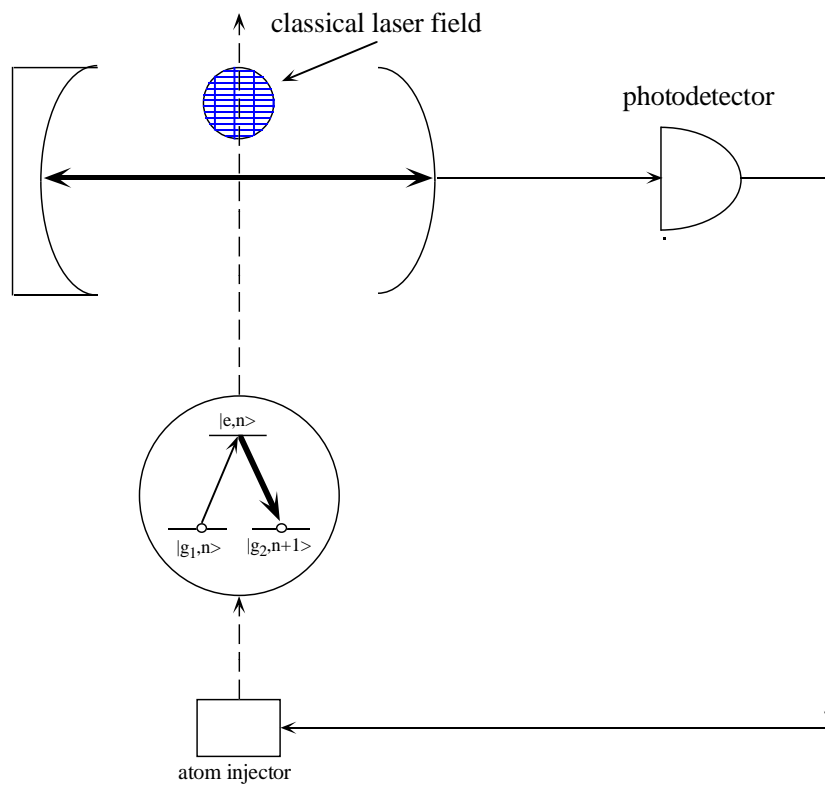 classical laser field
photodetector
|e,n>
|g1,n> |g2,n+1>
atom injector